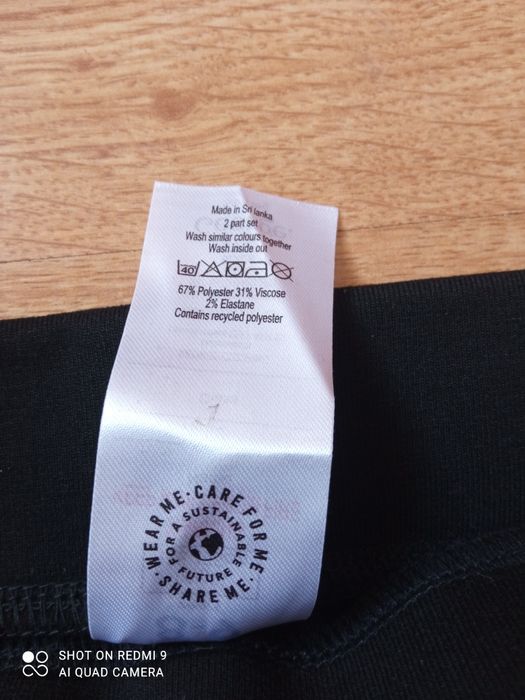 Made in Sri Lanka
2 part set
Wash similar colours together
Wash inside out
40
67% Polyester 31% Viscose
2% Elastane
Contains recycled polyester
WEAR ME · CARE FOR ME · SHARE ME ·
FOR A SUSTAINABLE FUTURE
SHOT ON REDMI 9
AI QUAD CAMERA